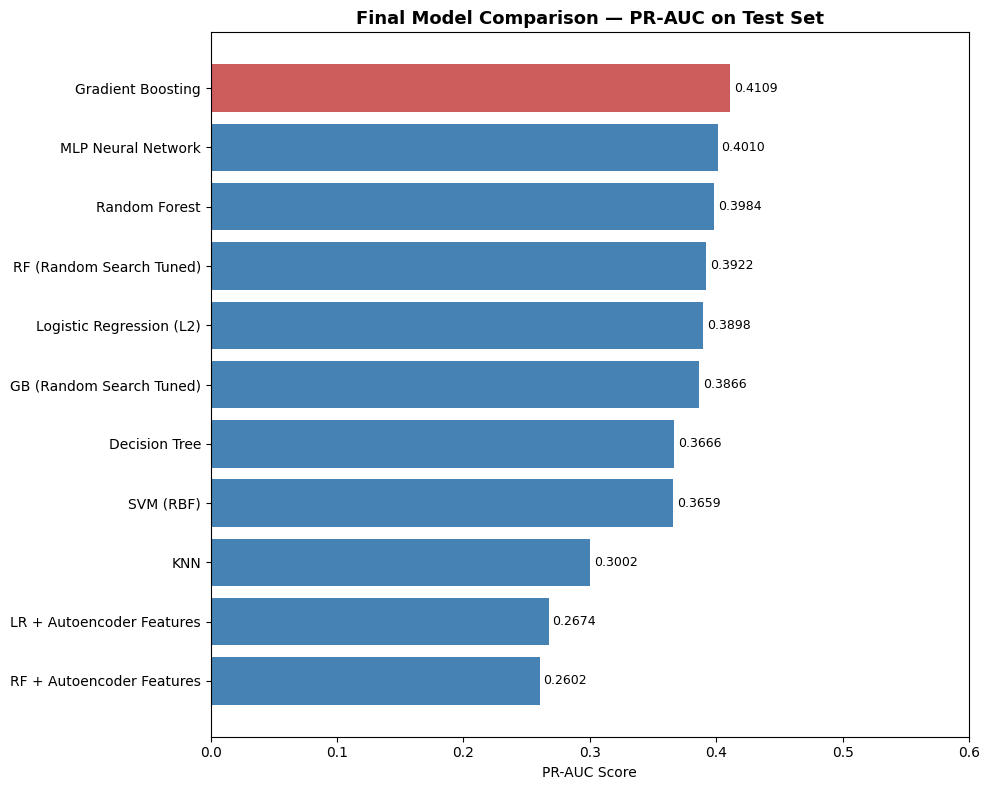 Final Model Comparison — PR-AUC on Test Set
Gradient Boosting 0.4109
MLP Neural Network 0.4010
Random Forest 0.3984
RF (Random Search Tuned) 0.3922
Logistic Regression (L2) 0.3898
GB (Random Search Tuned) 0.3866
Decision Tree 0.3666
SVM (RBF) 0.3659
KNN 0.3002
LR + Autoencoder Features 0.2674
RF + Autoencoder Features 0.2602
0.0 0.1 0.2 0.3 0.4 0.5 0.6
PR-AUC Score